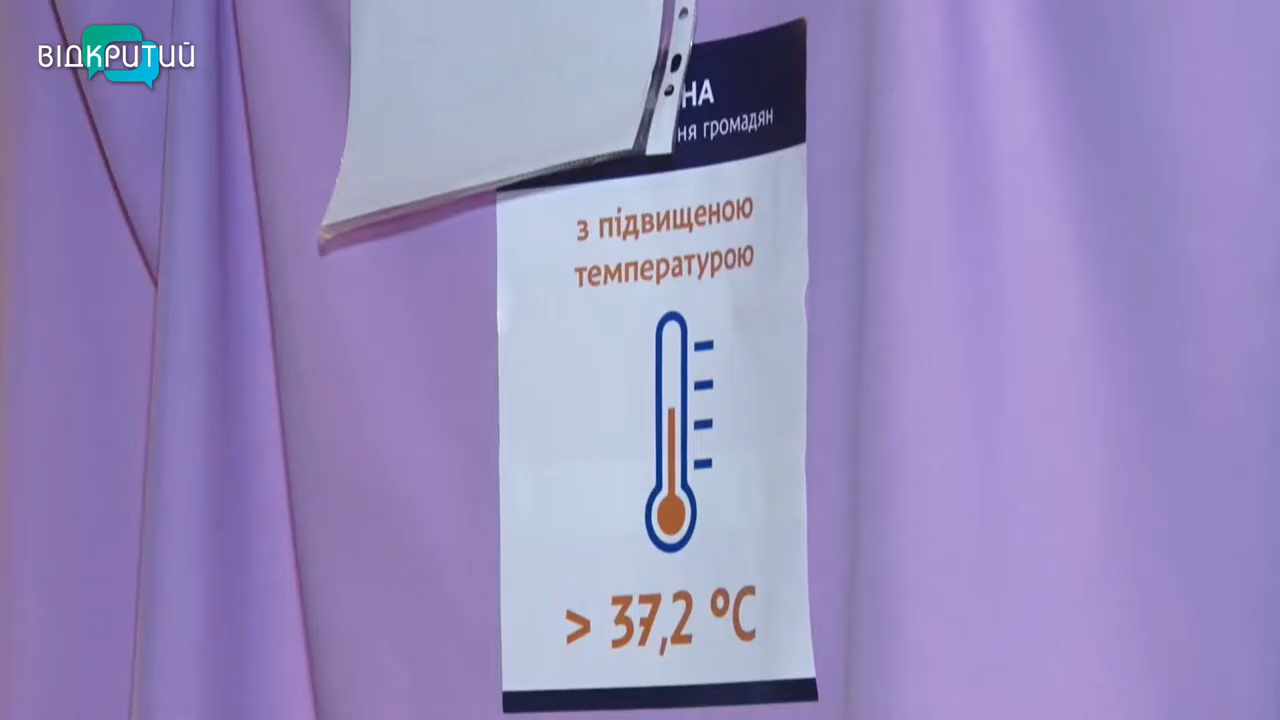 ВІДКРИТИЙ
НА
ня громадян
з підвищеною
температурою
> 37,2 °C